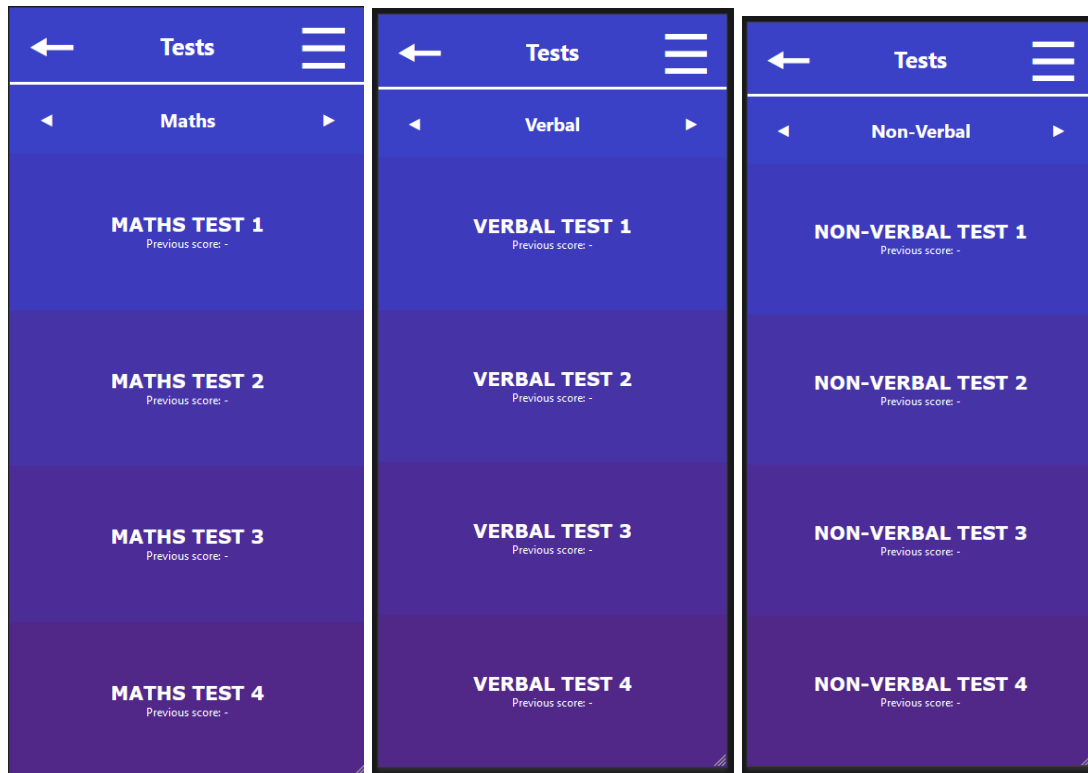 Tests
Maths
MATHS TEST 1
Previous score: -
MATHS TEST 2
Previous score: -
MATHS TEST 3
Previous score: -
MATHS TEST 4
Previous score: -
Tests
Verbal
VERBAL TEST 1
Previous score: -
VERBAL TEST 2
Previous score: -
VERBAL TEST 3
Previous score: -
VERBAL TEST 4
Previous score: -
Tests
Non-Verbal
NON-VERBAL TEST 1
Previous score: -
NON-VERBAL TEST 2
Previous score: -
NON-VERBAL TEST 3
Previous score: -
NON-VERBAL TEST 4
Previous score: -